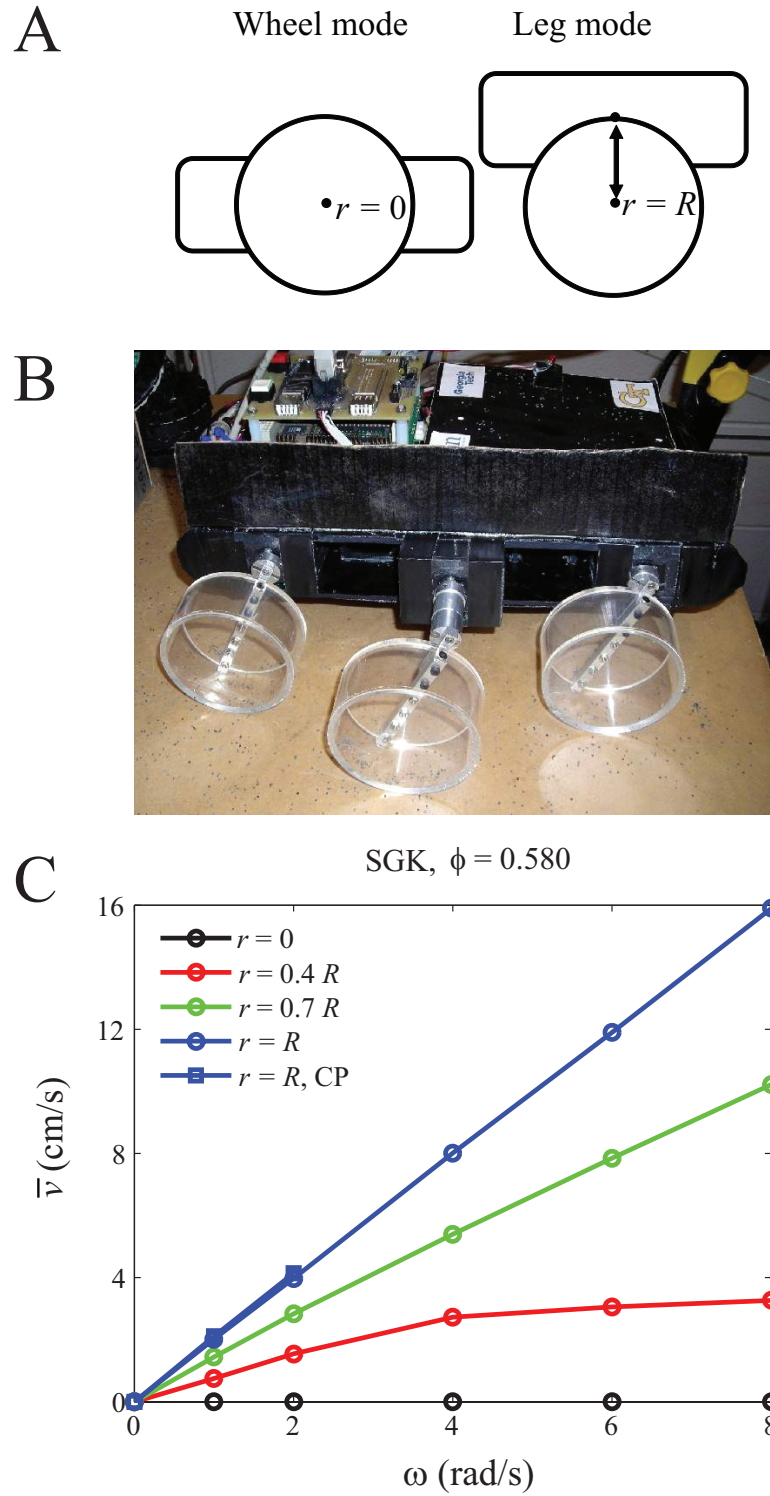 A
Wheel mode
Leg mode
r = 0
r = R
B
Georgia
Tech
GT
C
SGK, ϕ = 0.580
16
12
8
4
0
r = 0
r = 0.4 R
r = 0.7 R
r = R
r = R, CP
v̅ (cm/s)
0
2
4
6
8
ω (rad/s)